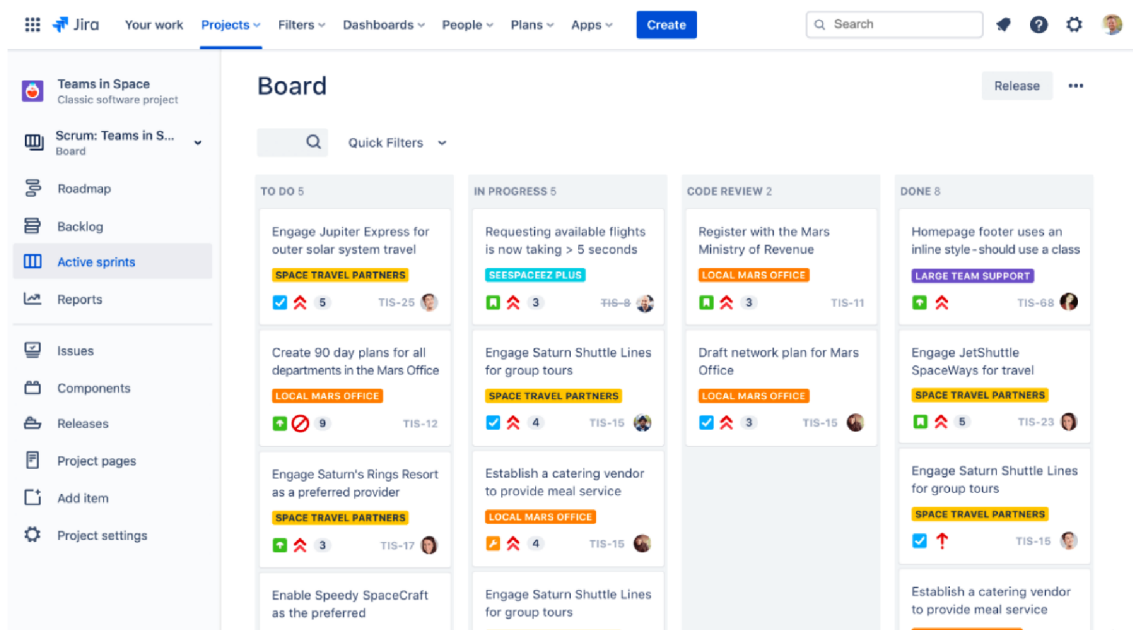 Jira
Your work
Projects
Filters
Dashboards
People
Plans
Apps
Create
Search
Teams in Space
Classic software project
Scrum: Teams in S...
Board
Roadmap
Backlog
Active sprints
Reports
Issues
Components
Releases
Project pages
Add item
Project settings
Board
Release
Quick Filters
TO DO 5
Engage Jupiter Express for
outer solar system travel
SPACE TRAVEL PARTNERS
5
TIS-25
Create 90 day plans for all
departments in the Mars Office
LOCAL MARS OFFICE
9
TIS-12
Engage Saturn's Rings Resort
as a preferred provider
SPACE TRAVEL PARTNERS
3
TIS-17
Enable Speedy SpaceCraft
as the preferred
IN PROGRESS 5
Requesting available flights
is now taking > 5 seconds
SEESPACEEZ PLUS
3
TIS-8
Engage Saturn Shuttle Lines
for group tours
SPACE TRAVEL PARTNERS
4
TIS-15
Establish a catering vendor
to provide meal service
LOCAL MARS OFFICE
4
TIS-15
Engage Saturn Shuttle Lines
for group tours
CODE REVIEW 2
Register with the Mars
Ministry of Revenue
LOCAL MARS OFFICE
3
TIS-11
Draft network plan for Mars
Office
LOCAL MARS OFFICE
3
TIS-15
DONE 8
Homepage footer uses an
inline style-should use a class
LARGE TEAM SUPPORT
TIS-68
Engage JetShuttle
SpaceWays for travel
SPACE TRAVEL PARTNERS
5
TIS-23
Engage Saturn Shuttle Lines
for group tours
SPACE TRAVEL PARTNERS
TIS-15
Establish a catering vendor
to provide meal service